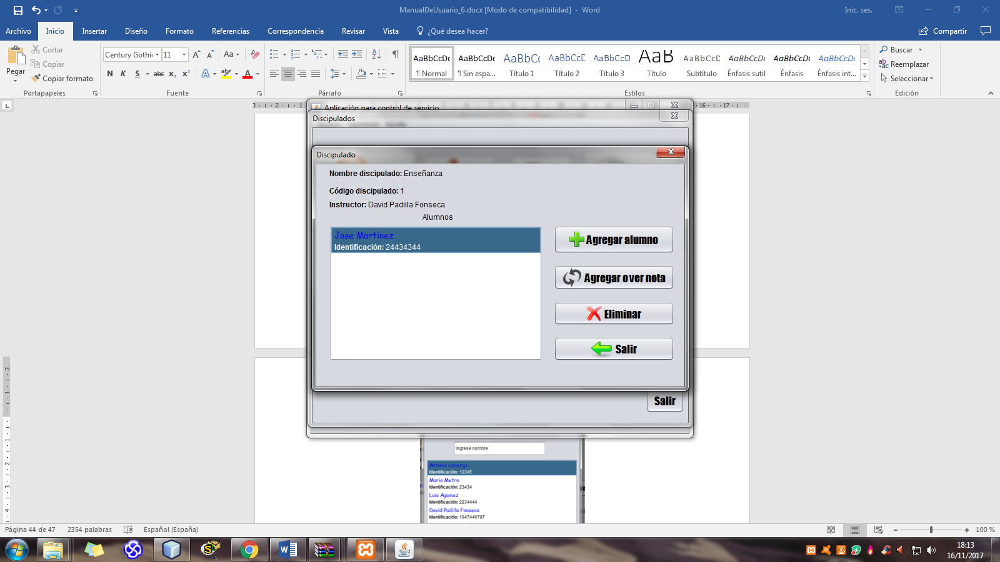 ManualDeUsuario_6.docx [Modo de compatibilidad] - Word
Inic. ses.
Archivo Inicio Insertar Diseño Formato Referencias Correspondencia Revisar Vista ¿Qué desea hacer? Compartir
Pegar
Cortar
Copiar
Copiar formato
Portapapeles
Century Gothi 11
N K S abc x₂ x²
Fuente
Párrafo
AaBbCcDc AaBbCcDc AaBbCc AaBbCcD AaBbCcD AaB AaBbCcD AaBbCcDc AaBbCcDc AaBbCcDc
¶ Normal ¶ Sin espa... Título 1 Título 2 Título 3 Título Subtítulo Énfasis sutil Énfasis Énfasis int...
Estilos
Buscar
Reemplazar
Seleccionar
Edición
Aplicación para control de servicio
Discipulados
Discipulado
Nombre discipulado: Enseñanza
Código discipulado: 1
Instructor: David Padilla Fonseca
Alumnos
Jose Martinez
Identificación: 24434344
Agregar alumno
Agregar o ver nota
Eliminar
Salir
Salir
Ingrese nombre
Antonio camargo
Identificación: 12345
Maria Metro
Identificación: 23434
Luis Agamez
Identificación: 2234444
David Padilla Fonseca
Identificación: 1047446797
Página 44 de 47 2354 palabras Español (España) 100 %
18:13
16/11/2017